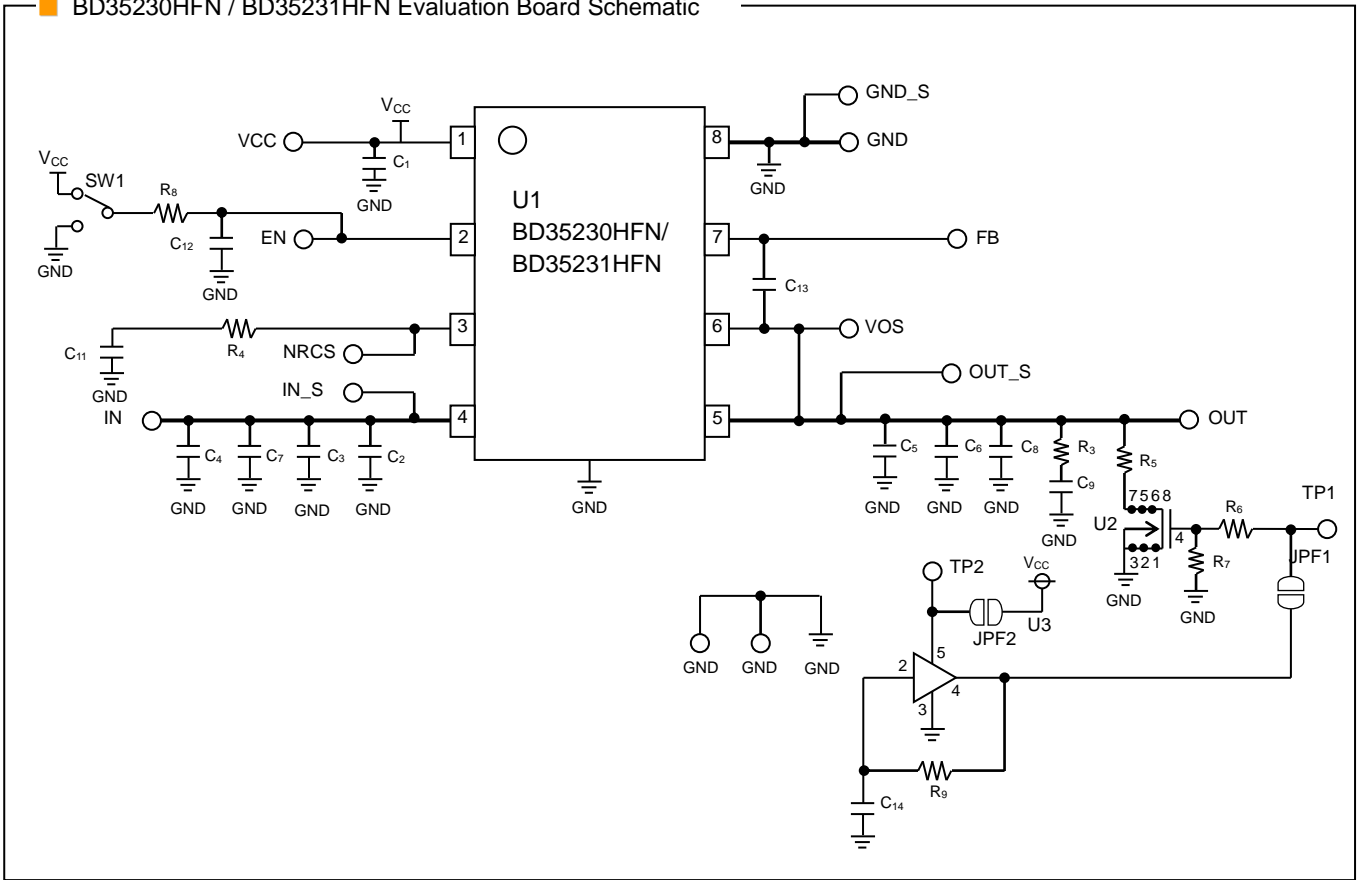 BD35230HFN / BD35231HFN Evaluation Board Schematic
GND_S
VCC
VCC
1
8
GND
C1
GND
GND
VCC
SW1
R8
U1
BD35230HFN/
BD35231HFN
EN
2
7
FB
C12
GND
GND
C13
3
6
VOS
R4
C11
NRCS
GND
IN_S
OUT_S
IN
4
5
OUT
C4
C7
C3
C2
C5
C6
C8
R3
R5
C9
GND
GND
GND
GND
GND
GND
GND
GND
GND
7568
U2
4
321
R6
TP1
R7
JPF1
GND
GND
TP2
VCC
JPF2
U3
GND
GND
GND
5
2
4
3
R9
C14